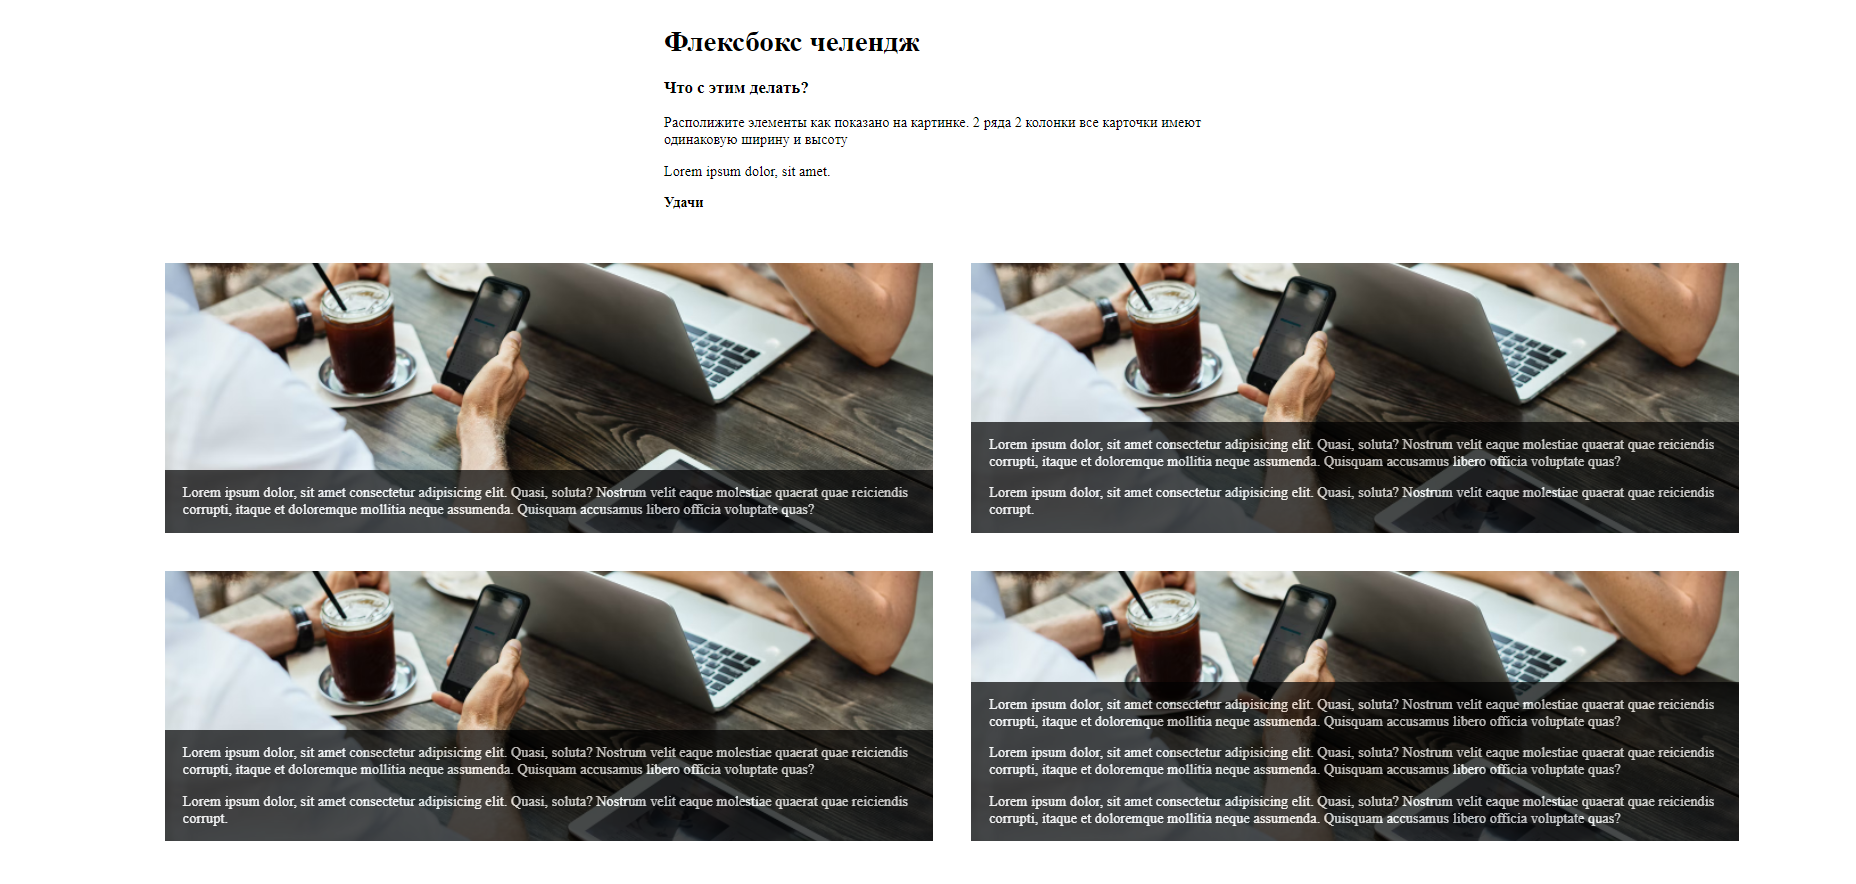 Флексбокс челендж
Что с этим делать?
Расположите элементы как показано на картинке. 2 ряда 2 колонки все карточки имеют
одинаковую ширину и высоту
Lorem ipsum dolor, sit amet.
Удачи
Lorem ipsum dolor, sit amet consectetur adipisicing elit. Quasi, soluta? Nostrum velit eaque molestiae quaerat quae reiciendis
corrupti, itaque et doloremque mollitia neque assumenda. Quisquam accusamus libero officia voluptate quas?
Lorem ipsum dolor, sit amet consectetur adipisicing elit. Quasi, soluta? Nostrum velit eaque molestiae quaerat quae reiciendis
corrupti, itaque et doloremque mollitia neque assumenda. Quisquam accusamus libero officia voluptate quas?
Lorem ipsum dolor, sit amet consectetur adipisicing elit. Quasi, soluta? Nostrum velit eaque molestiae quaerat quae reiciendis
corrupt.
Lorem ipsum dolor, sit amet consectetur adipisicing elit. Quasi, soluta? Nostrum velit eaque molestiae quaerat quae reiciendis
corrupti, itaque et doloremque mollitia neque assumenda. Quisquam accusamus libero officia voluptate quas?
Lorem ipsum dolor, sit amet consectetur adipisicing elit. Quasi, soluta? Nostrum velit eaque molestiae quaerat quae reiciendis
corrupt.
Lorem ipsum dolor, sit amet consectetur adipisicing elit. Quasi, soluta? Nostrum velit eaque molestiae quaerat quae reiciendis
corrupti, itaque et doloremque mollitia neque assumenda. Quisquam accusamus libero officia voluptate quas?
Lorem ipsum dolor, sit amet consectetur adipisicing elit. Quasi, soluta? Nostrum velit eaque molestiae quaerat quae reiciendis
corrupti, itaque et doloremque mollitia neque assumenda. Quisquam accusamus libero officia voluptate quas?
Lorem ipsum dolor, sit amet consectetur adipisicing elit. Quasi, soluta? Nostrum velit eaque molestiae quaerat quae reiciendis
corrupti, itaque et doloremque mollitia neque assumenda. Quisquam accusamus libero officia voluptate quas?